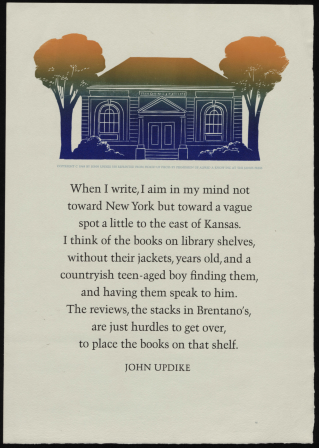 When I write, I aim in my mind not
toward New York but toward a vague
spot a little to the east of Kansas.
I think of the books on library shelves,
without their jackets, years old, and a
countryish teen-aged boy finding them,
and having them speak to him.
The reviews, the stacks in Brentano's,
are just hurdles to get over,
to place the books on that shelf.
JOHN UPDIKE